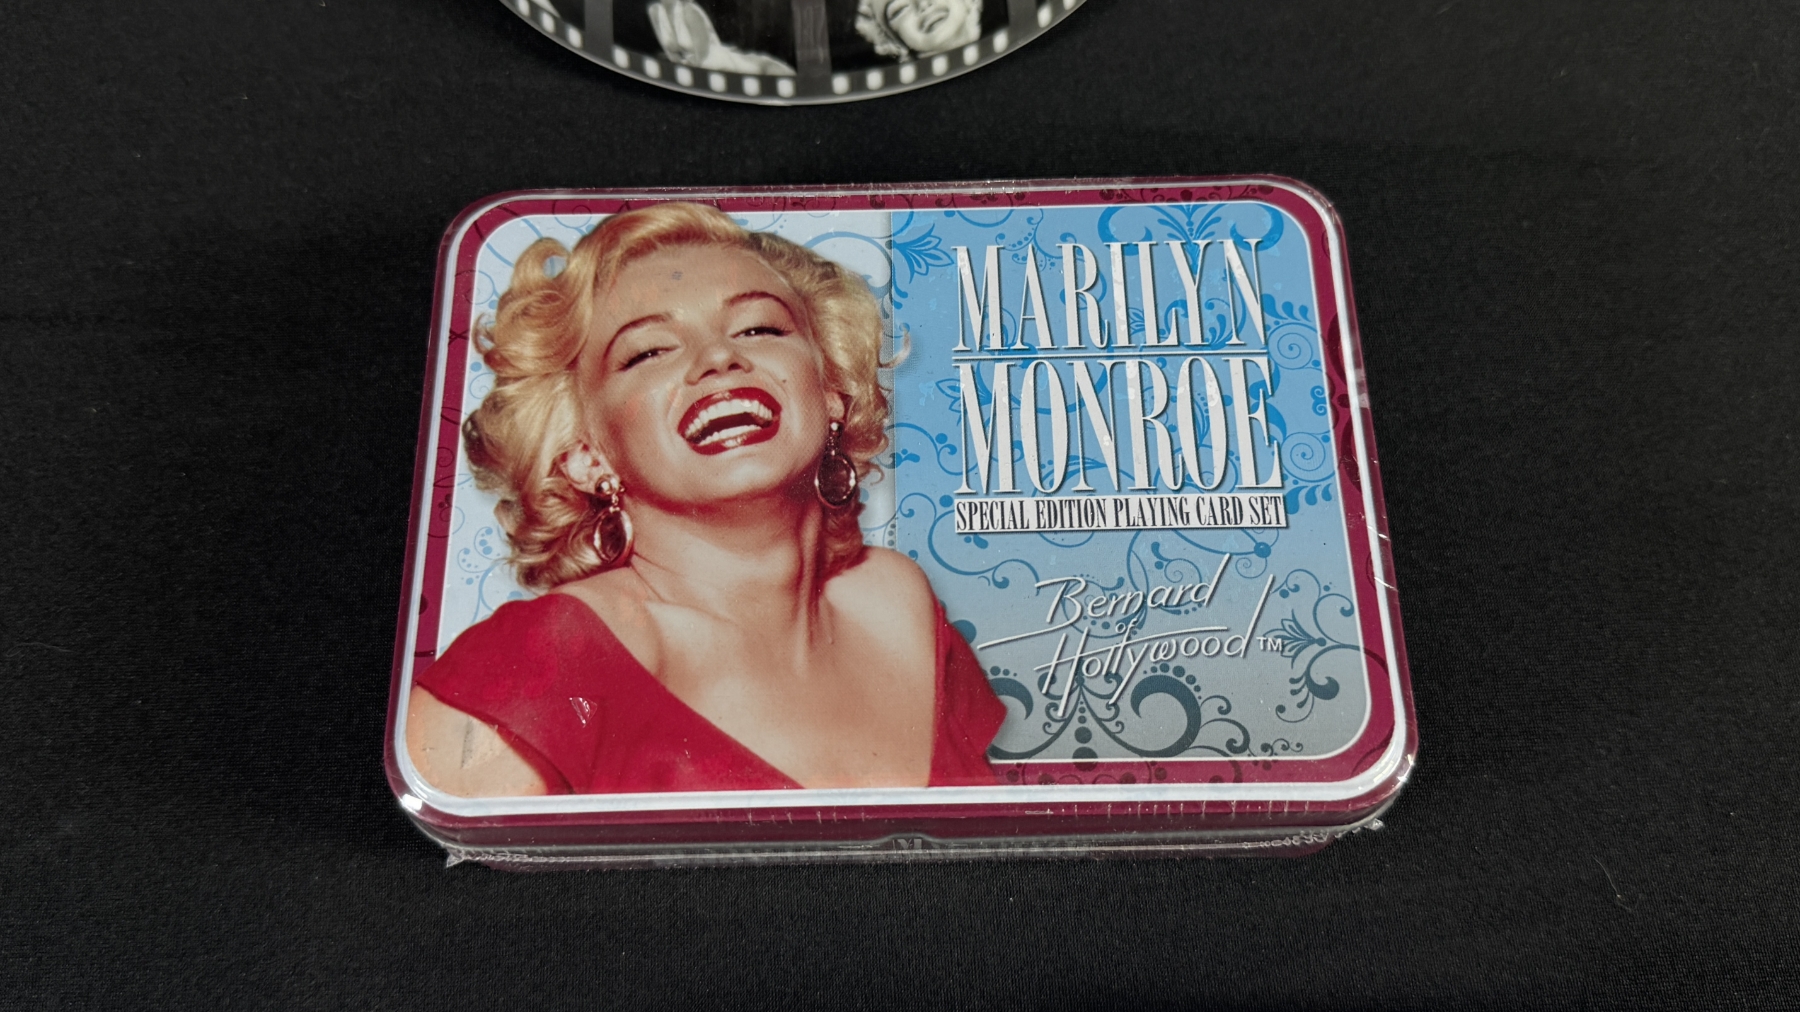 MARILYN
MONROE
SPECIAL EDITION PLAYING CARD SET
Bernard
of
Hollywood™